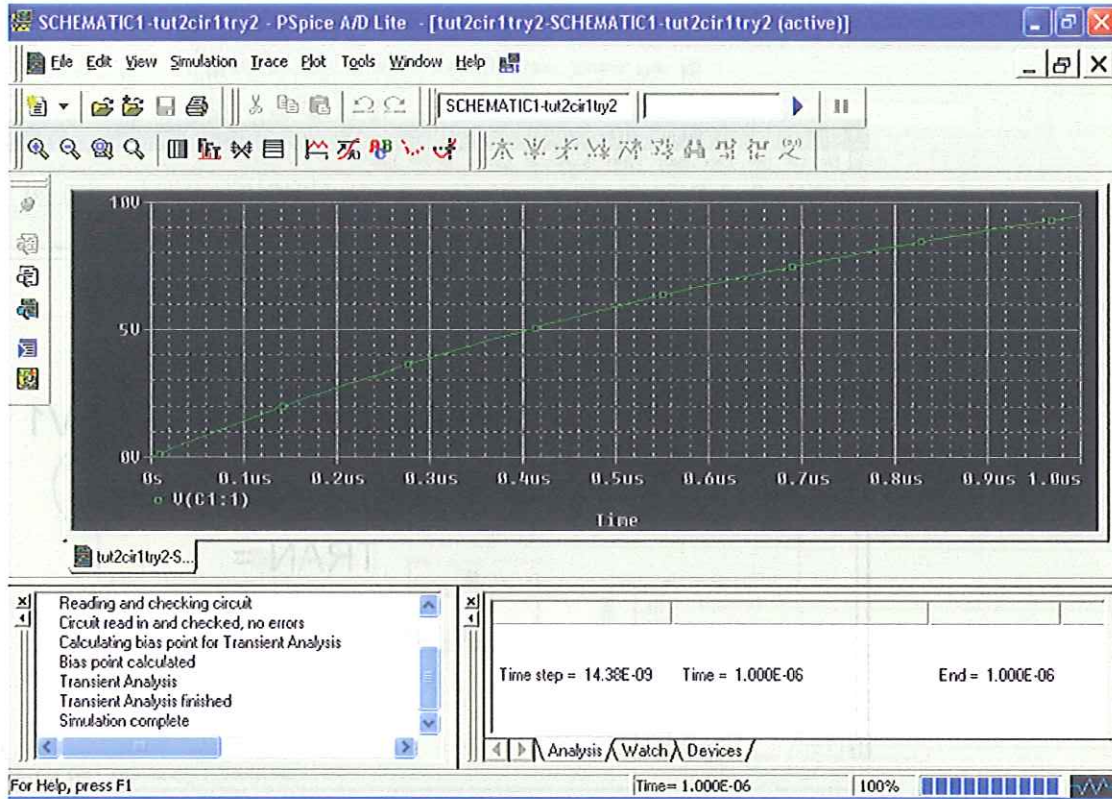 SCHEMATIC1-tut2cir1try2 - PSpice A/D Lite - [tut2cir1try2-SCHEMATIC1-tut2cir1try2 (active)]
File Edit View Simulation Trace Plot Tools Window Help
SCHEMATIC1-tut2cir1try2
10V
5V
0V
0s 0.1us 0.2us 0.3us 0.4us 0.5us 0.6us 0.7us 0.8us 0.9us 1.0us
V(C1:1)
Time
tut2cir1try2-S...
Reading and checking circuit
Circuit read in and checked, no errors
Calculating bias point for Transient Analysis
Bias point calculated
Transient Analysis
Transient Analysis finished
Simulation complete
Time step = 14.38E-09 Time = 1.000E-06 End = 1.000E-06
Analysis Watch Devices
For Help, press F1 Time= 1.000E-06 100%